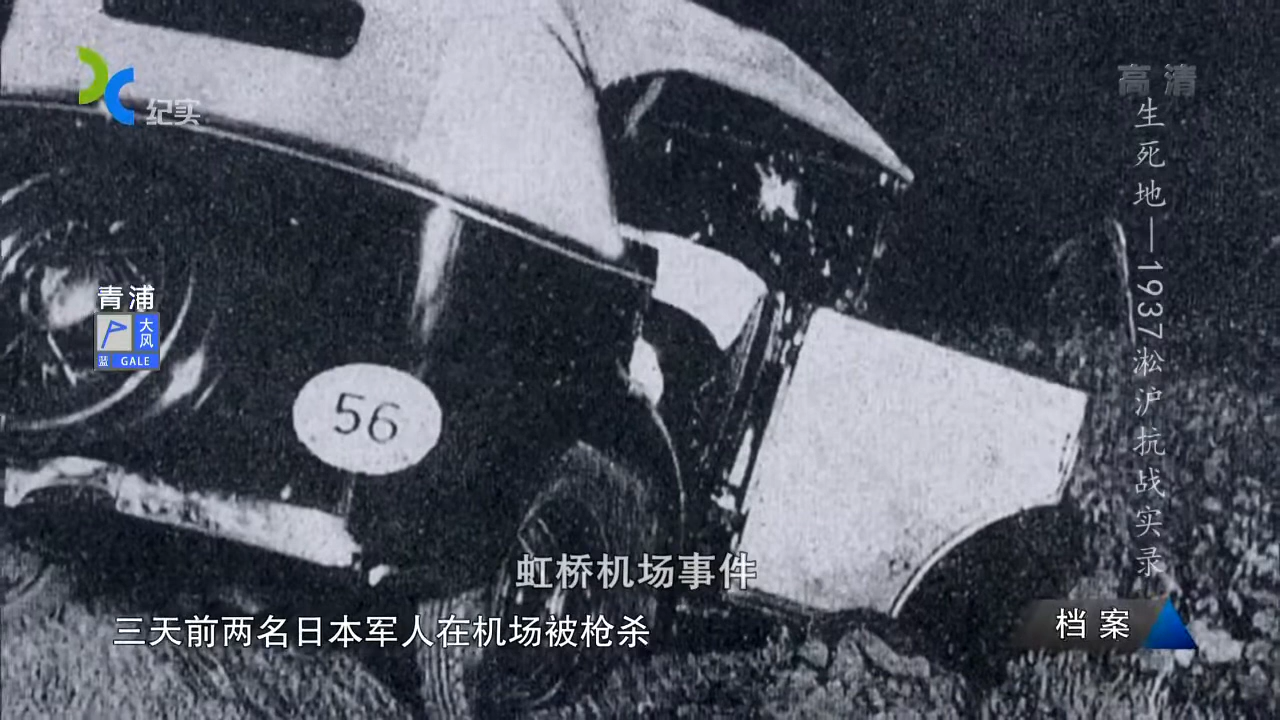 纪实
高清
生死地—1937淞沪抗战实录
青浦
大风
蓝 GALE
56
虹桥机场事件
三天前两名日本军人在机场被枪杀
档案